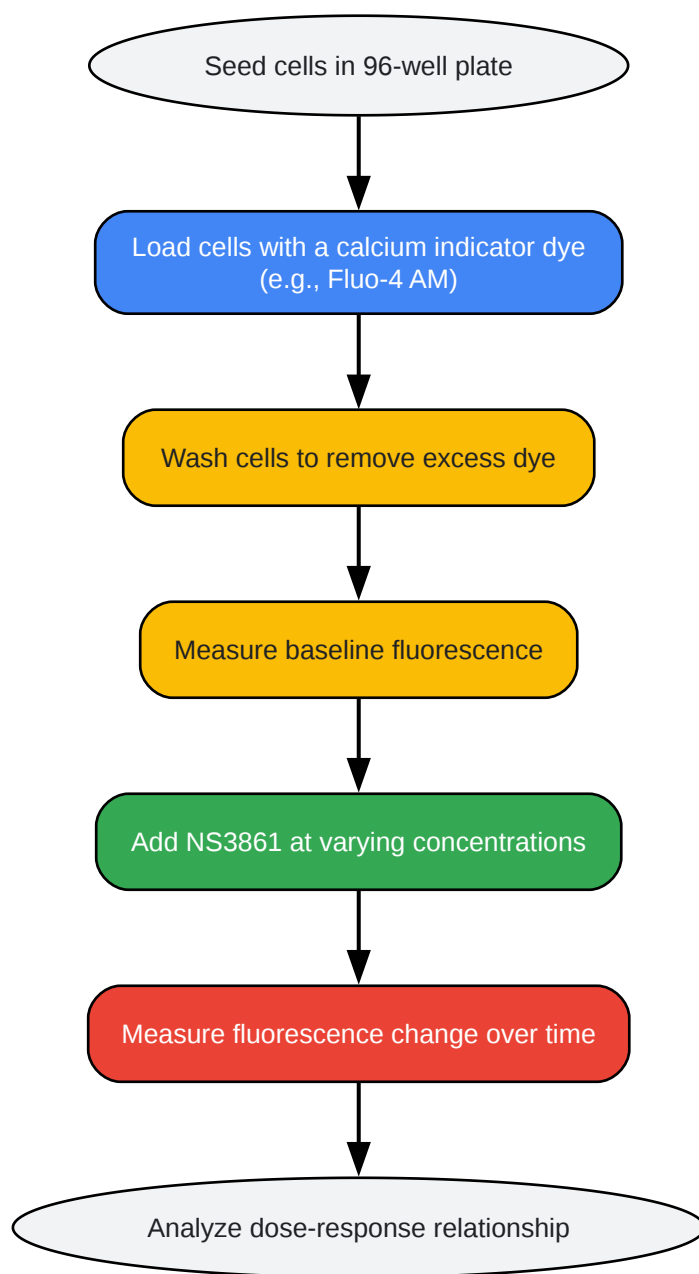 Seed cells in 96-well plate
Load cells with a calcium indicator dye
(e.g., Fluo-4 AM)
Wash cells to remove excess dye
Measure baseline fluorescence
Add NS3861 at varying concentrations
Measure fluorescence change over time
Analyze dose-response relationship